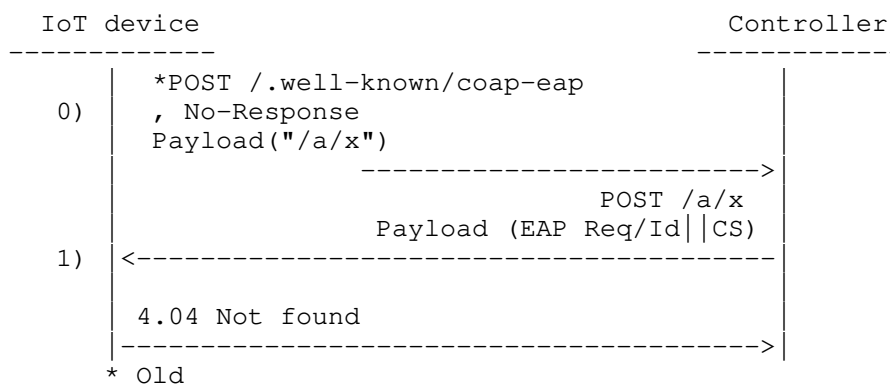 IoT device Controller
-------------- -------------
*POST /.well-known/coap-eap
0) , No-Response
Payload("/a/x")
------------------------->
POST /a/x
Payload (EAP Req/Id||CS)
1) <----------------------------------------
4.04 Not found
---------------------------------------->
* Old